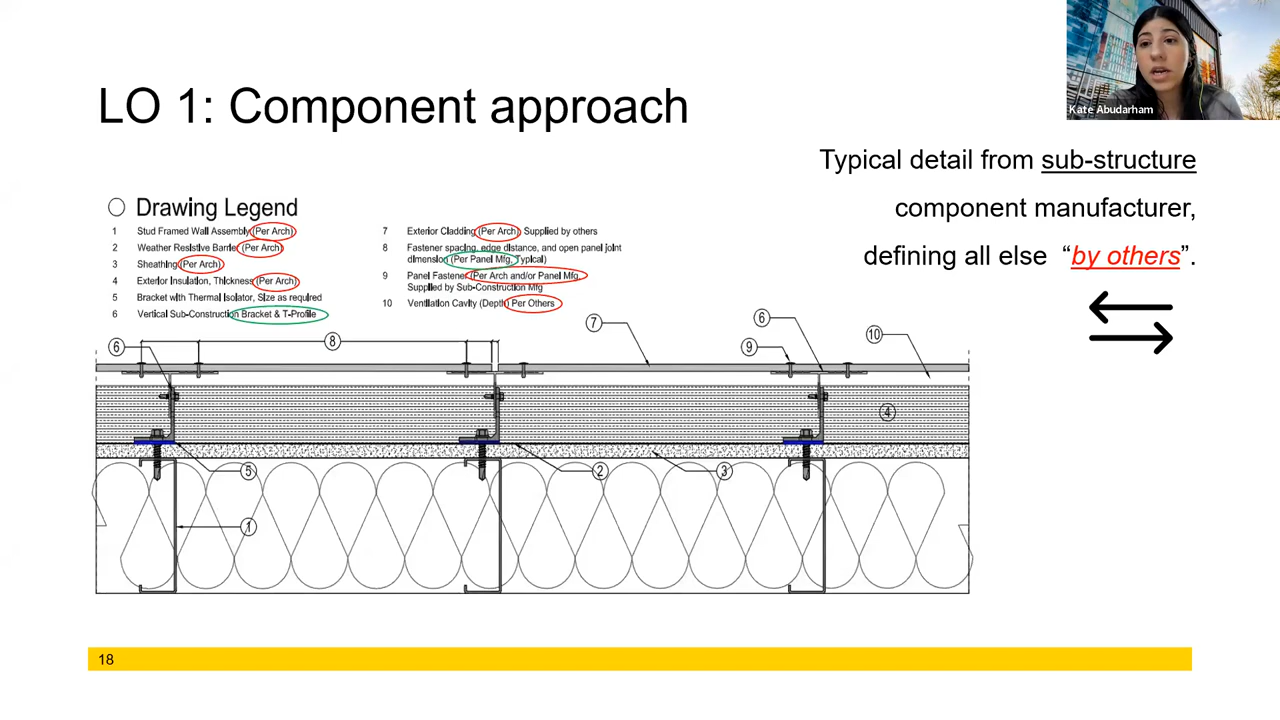 Kate Abudarham
LO 1: Component approach
Typical detail from sub-structure
component manufacturer,
defining all else “by others”.
Drawing Legend
1 Stud Framed Wall Assembly (Per Arch)
2 Weather Resistive Barrier (Per Arch)
3 Sheathing (Per Arch)
4 Exterior Insulation, Thickness (Per Arch)
5 Bracket with Thermal Isolator, Size as required
6 Vertical Sub-Construction Bracket & T-Profile
7 Exterior Cladding (Per Arch) Supplied by others
8 Fastener spacing, edge distance, and open panel joint
dimension (Per Panel Mfg, Typical)
9 Panel Fastener (Per Arch and/or Panel Mfg,
Supplied by Sub-Construction Mfg
10 Ventilation Cavity (Depth Per Others
7
6
8
6
9
10
4
5
2
3
1
18